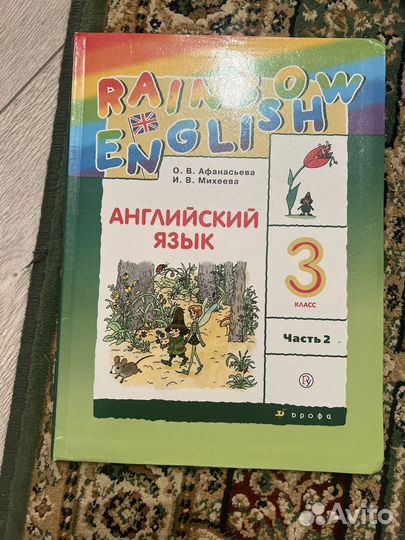 RAINBOW
ENGLISH
О. В. Афанасьева
И. В. Михеева
АНГЛИЙСКИЙ
ЯЗЫК
3
КЛАСС
Часть 2
дрофа
Avito